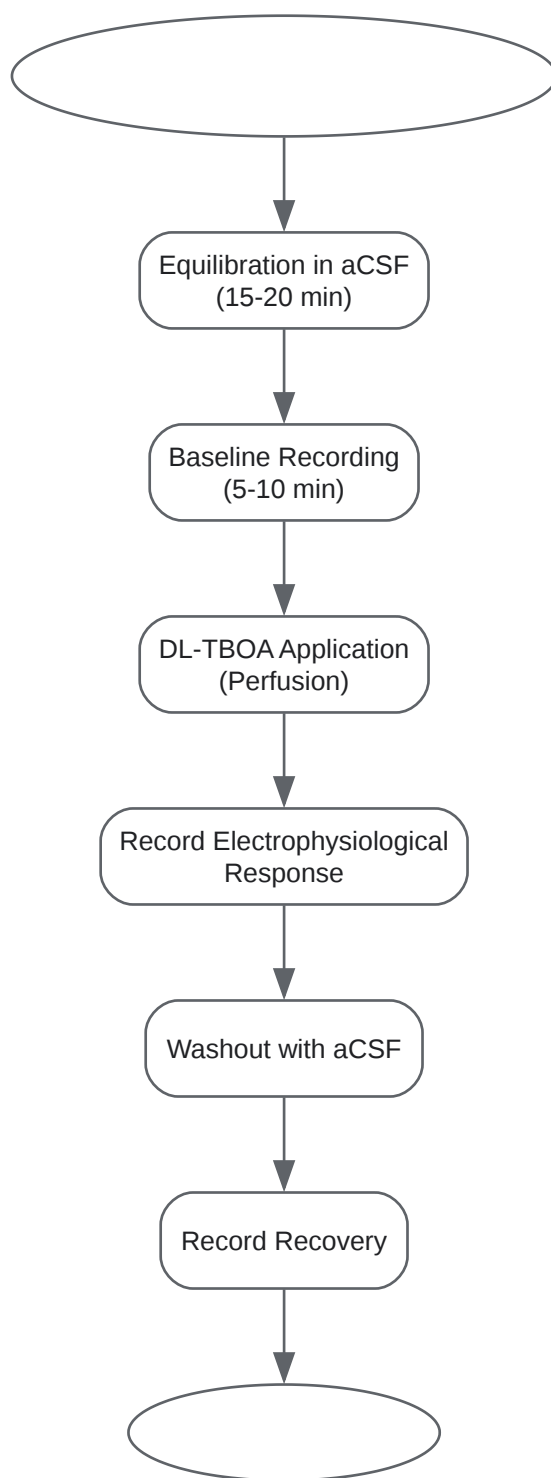 Equilibration in aCSF
(15-20 min)
Baseline Recording
(5-10 min)
DL-TBOA Application
(Perfusion)
Record Electrophysiological
Response
Washout with aCSF
Record Recovery